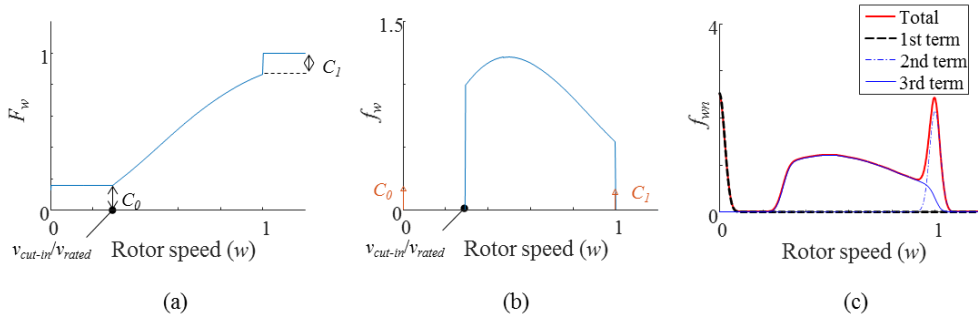 1
F_w
0
0
1
C_0
C_1
v_cut-in/v_rated
Rotor speed (w)
(a)
1.5
f_w
0
0
1
C_0
C_1
v_cut-in/v_rated
Rotor speed (w)
(b)
4
f_wn
0
0
1
Total
1st term
2nd term
3rd term
Rotor speed (w)
(c)